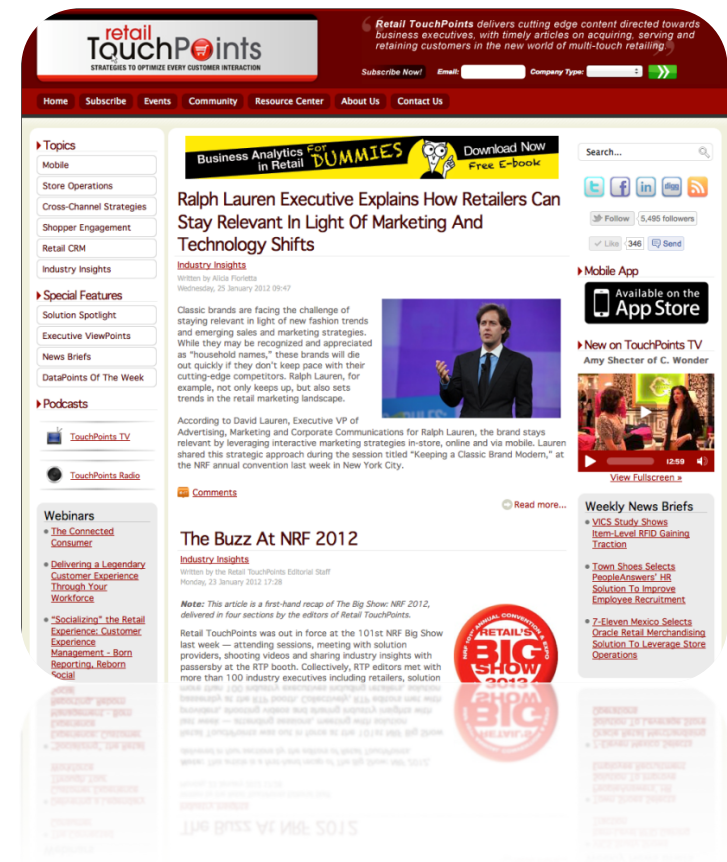 retail
TouchPoints
STRATEGIES TO OPTIMIZE EVERY CUSTOMER INTERACTION
Retail TouchPoints delivers cutting edge content directed towards
business executives, with timely articles on acquiring, serving and
retaining customers in the new world of multi-touch retailing.
Subscribe Now! Email: Company Type:
Home Subscribe Events Community Resource Center About Us Contact Us
Topics
Mobile
Store Operations
Cross-Channel Strategies
Shopper Engagement
Retail CRM
Industry Insights
Special Features
Solution Spotlight
Executive ViewPoints
News Briefs
DataPoints Of The Week
Podcasts
TouchPoints TV
TouchPoints Radio
Webinars
The Connected
Consumer
Delivering a Legendary
Customer Experience
Through Your
Workforce
"Socializing" the Retail
Experience: Customer
Experience
Management - Born
Reporting, Reborn
Social
Business Analytics For
in Retail DUMMIES
Download Now
Free E-book
Ralph Lauren Executive Explains How Retailers Can
Stay Relevant In Light Of Marketing And
Technology Shifts
Industry Insights
Written by Alicia Fiorletta
Wednesday, 25 January 2012 09:47
Classic brands are facing the challenge of
staying relevant in light of new fashion trends
and emerging sales and marketing strategies.
While they may be recognized and appreciated
as "household names," these brands will die
out quickly if they don't keep pace with their
cutting-edge competitors. Ralph Lauren, for
example, not only keeps up, but also sets
trends in the retail marketing landscape.
According to David Lauren, Executive VP of
Advertising, Marketing and Corporate Communications for Ralph Lauren, the brand stays
relevant by leveraging interactive marketing strategies in-store, online and via mobile. Lauren
shared this strategic approach during the session titled "Keeping a Classic Brand Modern," at
the NRF annual convention last week in New York City.
Comments
Read more...
The Buzz At NRF 2012
Industry Insights
Written by the Retail TouchPoints Editorial Staff
Monday, 23 January 2012 17:28
Note: This article is a first-hand recap of The Big Show: NRF 2012,
delivered in four sections by the editors of Retail TouchPoints.
Retail TouchPoints was out in force at the 101st NRF Big Show
last week — attending sessions, meeting with solution
providers, shooting videos and sharing industry insights with
passersby at the RTP booth. Collectively, RTP editors met with
more than 100 industry executives including retailers, solution
RETAIL'S
BIG
SHOW
2012
Search...
digg
Follow 5,495 followers
Like 346 Send
Mobile App
Available on the
App Store
New on TouchPoints TV
Amy Shecter of C. Wonder
12:59
View Fullscreen »
Weekly News Briefs
VICS Study Shows
Item-Level RFID Gaining
Traction
Town Shoes Selects
PeopleAnswers' HR
Solution To Improve
Employee Recruitment
7-Eleven Mexico Selects
Oracle Retail Merchandising
Solution To Leverage Store
Operations